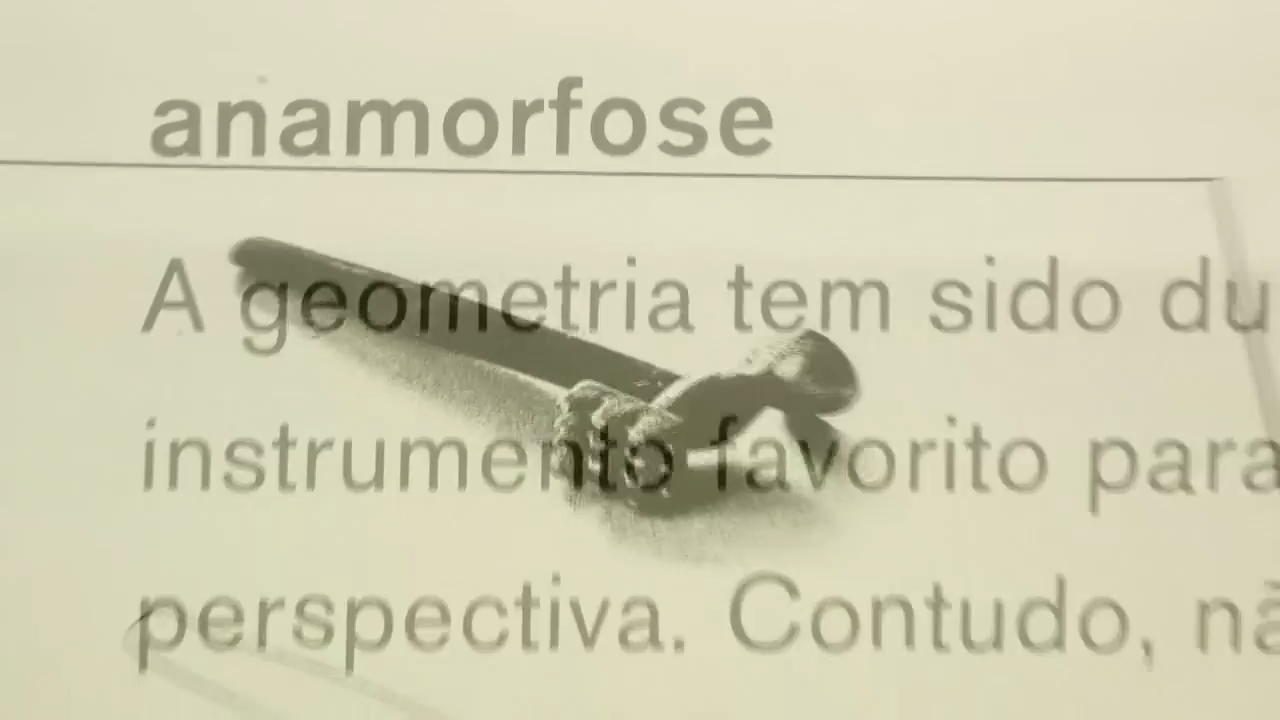 anamorfose
A geometria tem sido du
instrumento favorito para
perspectiva. Contudo, nã